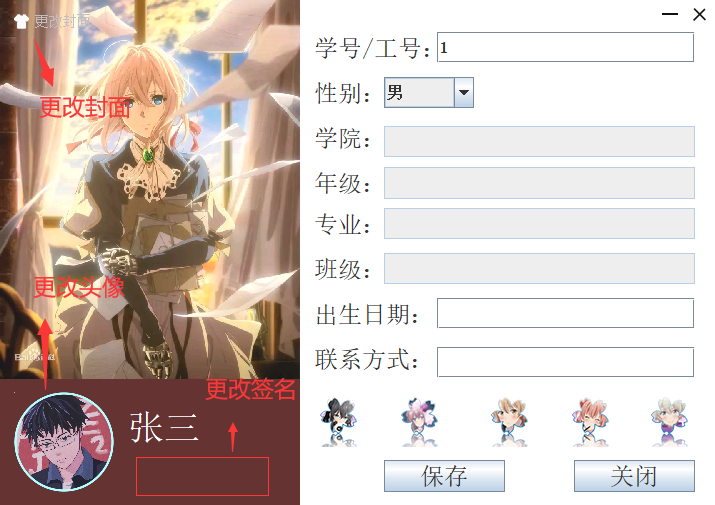 更改封面
更改封面
更改头像
更改签名
张三
学号/工号：1
性别：男
学院：
年级：
专业：
班级：
出生日期：
联系方式：
保存
关闭